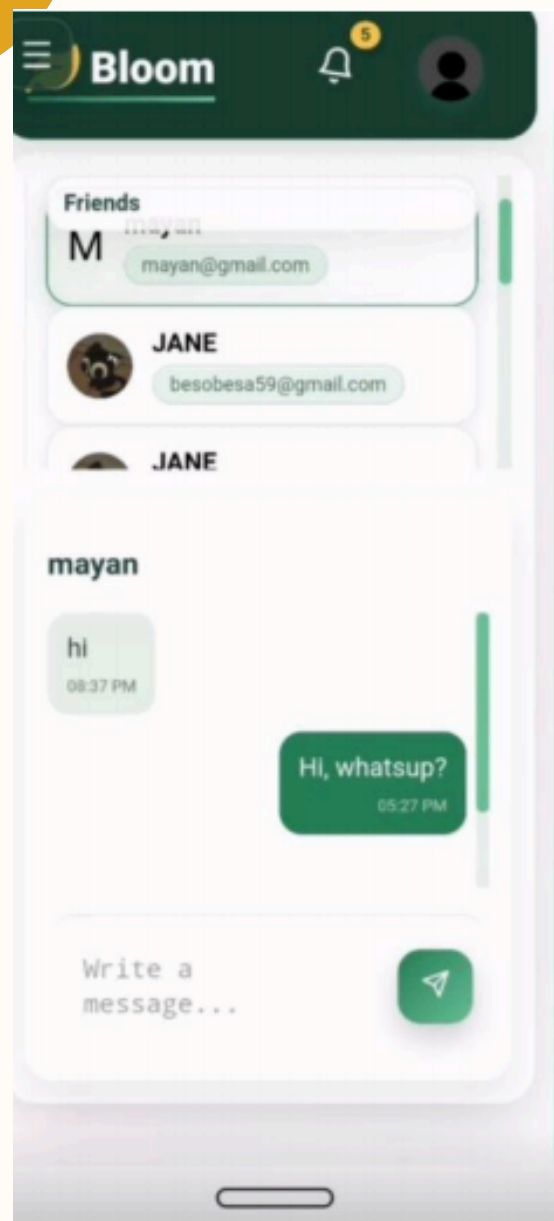 Bloom
5
Friends
mayan
M
mayan@gmail.com
JANE
besobesa59@gmail.com
JANE
mayan
hi
08:37 PM
Hi, whatsup?
05:27 PM
Write a
message...